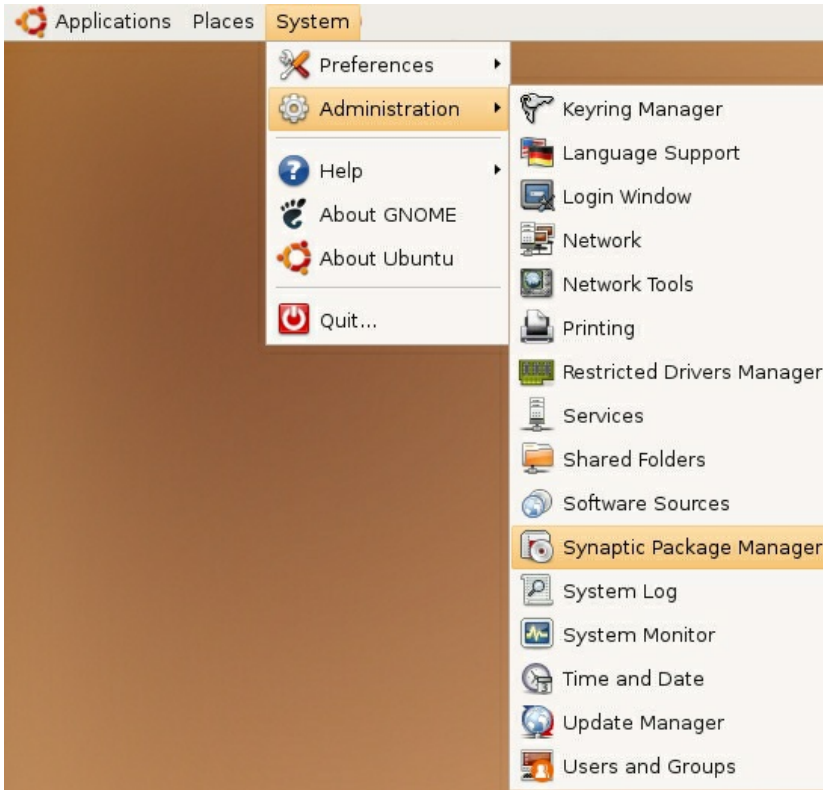 Applications Places System
Preferences
Administration
Help
About GNOME
About Ubuntu
Quit...
Keyring Manager
Language Support
Login Window
Network
Network Tools
Printing
Restricted Drivers Manager
Services
Shared Folders
Software Sources
Synaptic Package Manager
System Log
System Monitor
Time and Date
Update Manager
Users and Groups